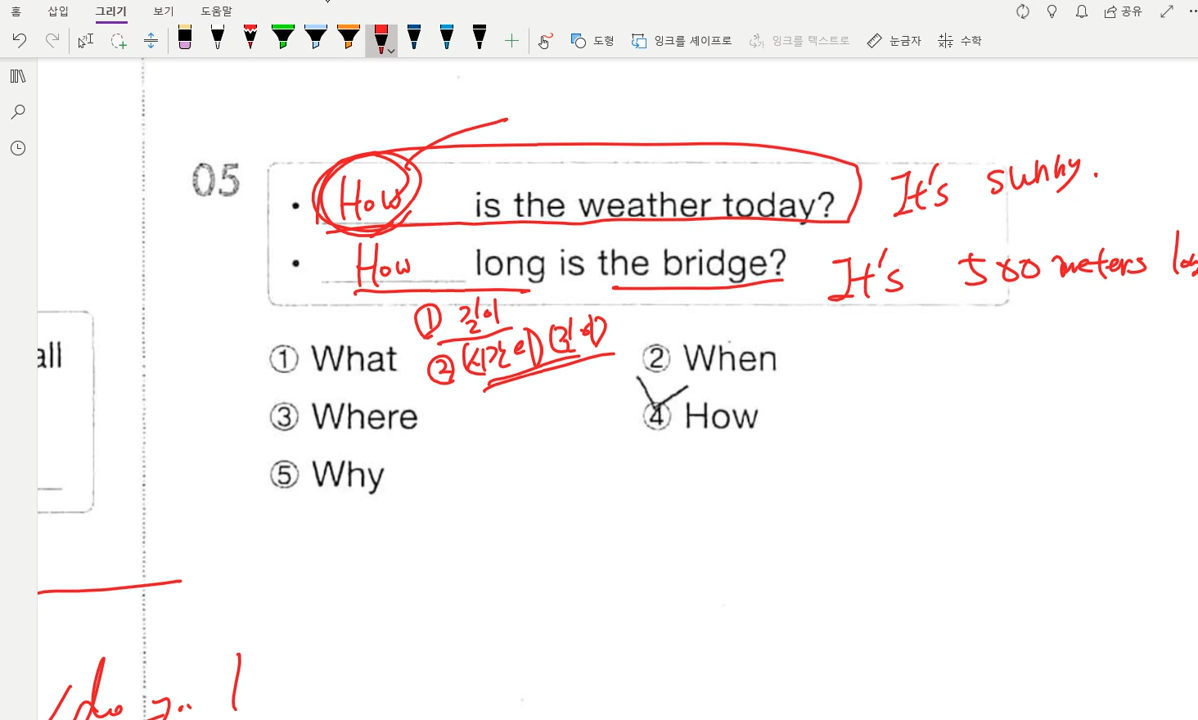 홈 삽입 그리기 보기 도움말 공유
도형 잉크를 셰이프로 잉크를 텍스트로 눈금자 수학
05
• How is the weather today? It's sunny.
• How long is the bridge? It's 500 meters
① 길이
② (시간의) 길이
all
① What
② When
③ Where
④ How
⑤ Why